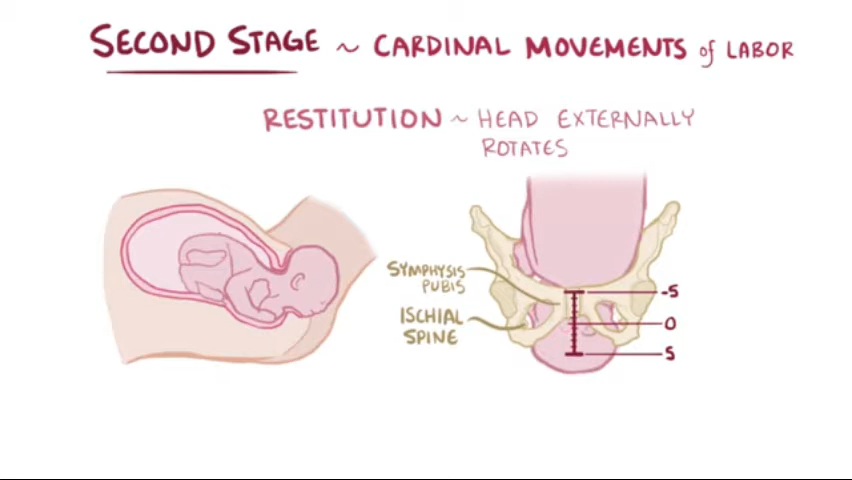 SECOND STAGE ~ CARDINAL MOVEMENTS of LABOR
RESTITUTION ~ HEAD EXTERNALLY
ROTATES
SYMPHYSIS
PUBIS
ISCHIAL
SPINE
-5
0
5